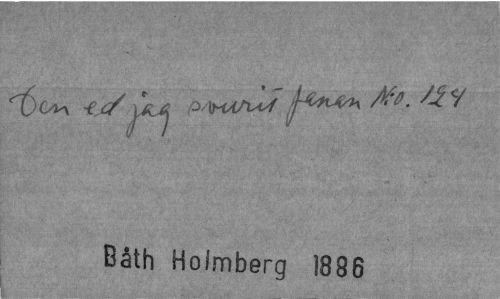 Den ed jag svurit fanan No. 124
Båth Holmberg 1886